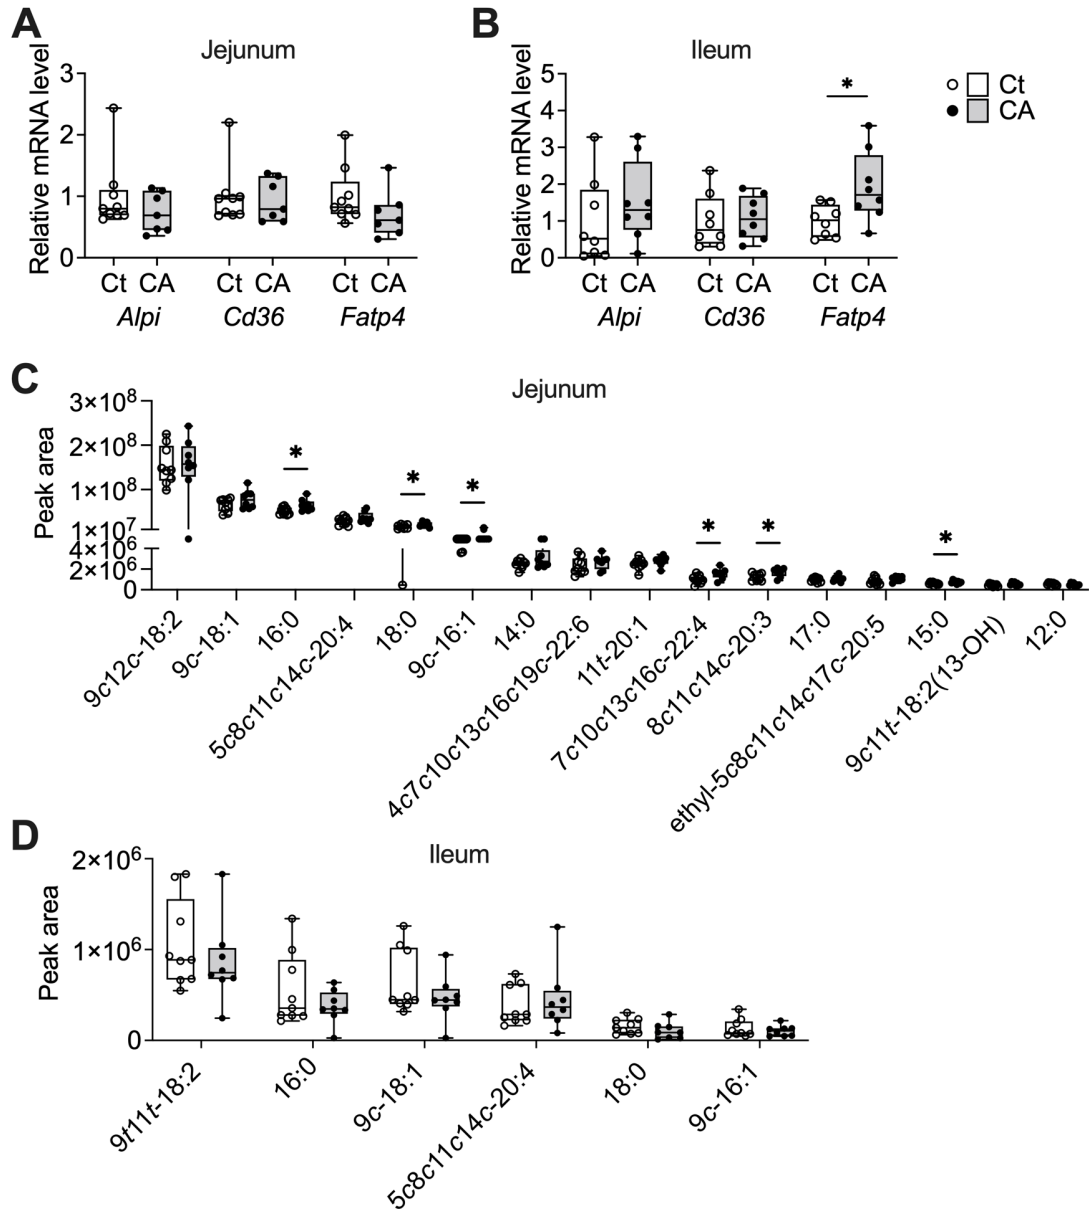 A
Jejunum
Relative mRNA level
3
2
1
0
Ct CA Ct CA Ct CA
Alpi Cd36 Fatp4
B
Ileum
Relative mRNA level
5
4
3
2
1
0
*
Ct CA Ct CA Ct CA
Alpi Cd36 Fatp4
Ct
CA
C
Jejunum
Peak area
3×10⁸
2×10⁸
1×10⁸
1×10⁷
4×10⁶
2×10⁶
0
* * * * * *
9c12c-18:2
9c-18:1
16:0
5c8c11c14c-20:4
18:0
9c-16:1
14:0
4c7c10c13c16c19c-22:6
11t-20:1
7c10c13c16c-22:4
8c11c14c-20:3
17:0
ethyl-5c8c11c14c17c-20:5
15:0
9c11t-18:2(13-OH)
12:0
D
Ileum
Peak area
2×10⁶
1×10⁶
0
9t11t-18:2
16:0
9c-18:1
5c8c11c14c-20:4
18:0
9c-16:1